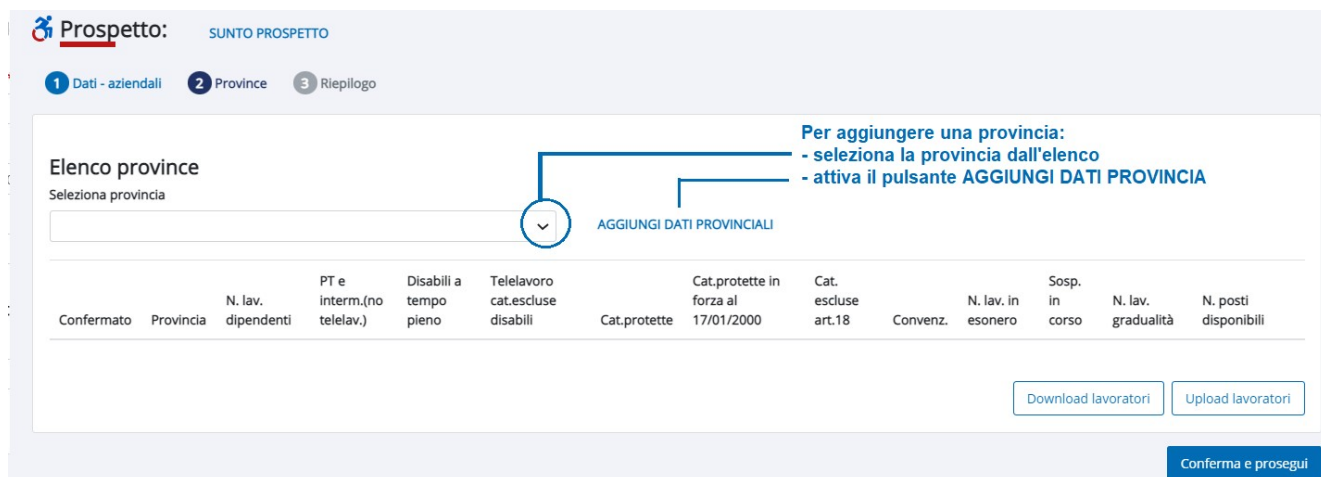 Prospetto: SUNTO PROSPETTO
1 Dati - aziendali 2 Province 3 Riepilogo
Per aggiungere una provincia:
- seleziona la provincia dall'elenco
- attiva il pulsante AGGIUNGI DATI PROVINCIA
Elenco province
Seleziona provincia
AGGIUNGI DATI PROVINCIALI
Confermato
Provincia
N. lav.
dipendenti
PT e
interm.(no
telelav.)
Disabili a
tempo
pieno
Telelavoro
cat.escluse
disabili
Cat.protette
Cat.protette in
forza al
17/01/2000
Cat.
escluse
art.18
Convenz.
N. lav. in
esonero
Sosp.
in
corso
N. lav.
gradualità
N. posti
disponibili
Download lavoratori
Upload lavoratori
Conferma e prosegui